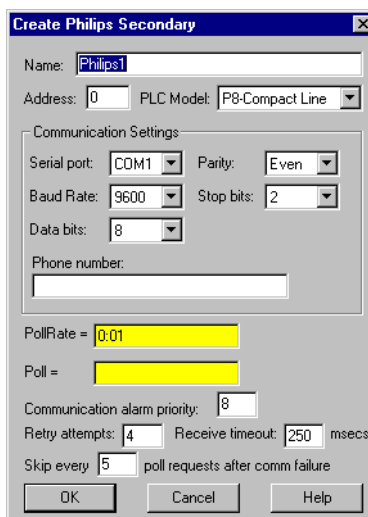 Create Philips Secondary
Name: Philips1
Address: 0 PLC Model: P8-Compact Line
Communication Settings
Serial port: COM1 Parity: Even
Baud Rate: 9600 Stop bits: 2
Data bits: 8
Phone number:
PollRate = 0:01
Poll =
Communication alarm priority: 8
Retry attempts: 4 Receive timeout: 250 msecs
Skip every 5 poll requests after comm failure
OK Cancel Help